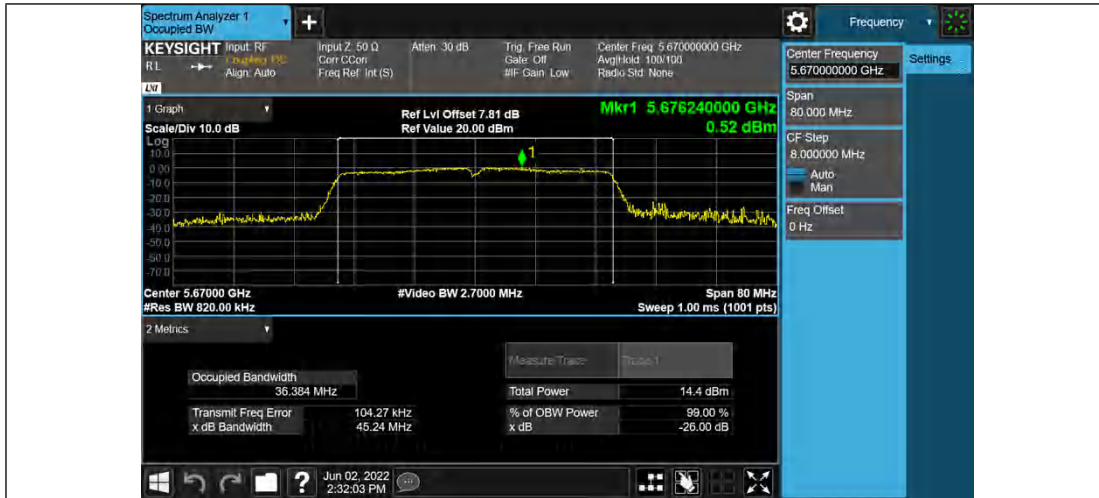 Spectrum Analyzer 1
Occupied BW
+
Frequency
KEYSIGHT Input: RF
Coupling: DC
Align: Auto
RL
LXI
Input Z: 50 Ω
Corr CCorr
Freq Ref: Int (S)
Atten: 30 dB
Trig: Free Run
Gate: Off
#IF Gain: Low
Center Freq: 5.670000000 GHz
Avg|Hold: 100/100
Radio Std: None
Center Frequency
5.670000000 GHz
Settings
Span
80.000 MHz
CF Step
8.000000 MHz
Auto
Man
Freq Offset
0 Hz
1 Graph
Scale/Div 10.0 dB
Ref Lvl Offset 7.81 dB
Ref Value 20.00 dBm
Mkr1 5.676240000 GHz
0.52 dBm
Log
10.0
0.00
-10.0
-20.0
-30.0
-40.0
-50.0
-60.0
-70.0
1
Center 5.67000 GHz
#Video BW 2.7000 MHz
Span 80 MHz
#Res BW 820.00 kHz
Sweep 1.00 ms (1001 pts)
2 Metrics
Measure Trace
Trace 1
Occupied Bandwidth
36.384 MHz
Total Power
14.4 dBm
Transmit Freq Error
104.27 kHz
% of OBW Power
99.00 %
x dB Bandwidth
45.24 MHz
x dB
-26.00 dB
?
Jun 02, 2022
2:32:03 PM